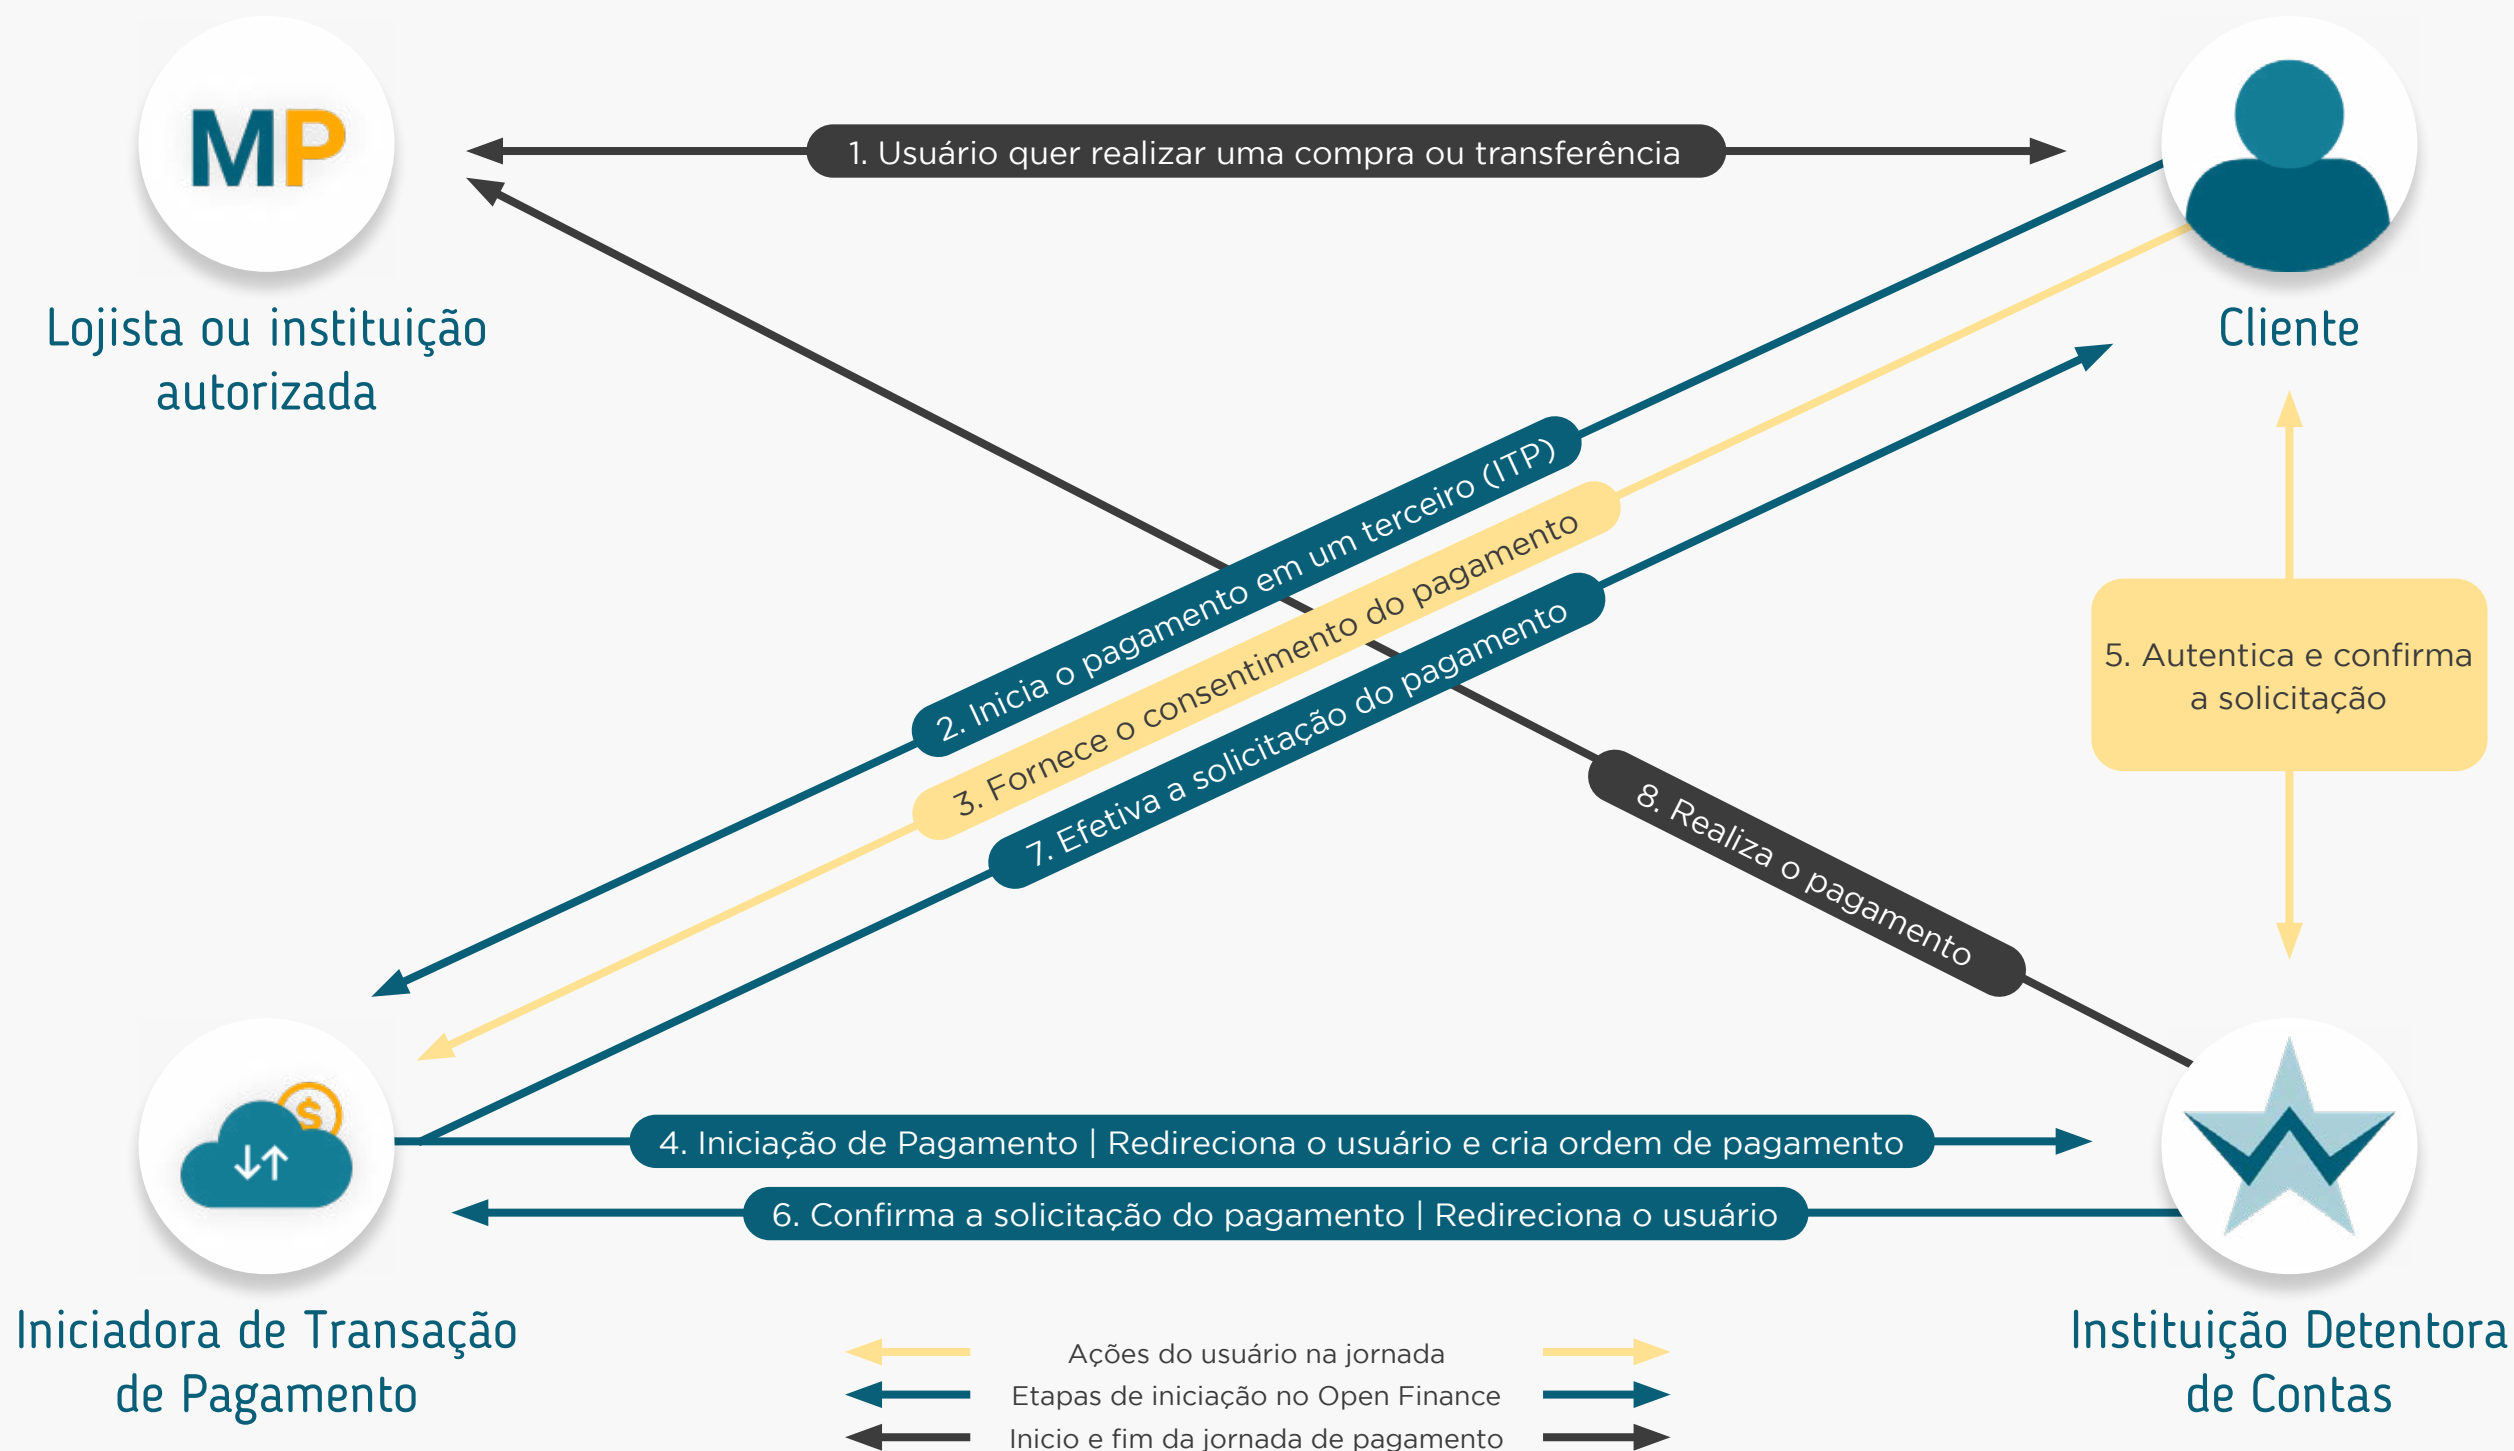 MP
1. Usuário quer realizar uma compra ou transferência
Lojista ou instituição
autorizada
Cliente
2. Inicia o pagamento em um terceiro (ITP)
3. Fornece o consentimento do pagamento
7. Efetiva a solicitação do pagamento
5. Autentica e confirma
a solicitação
8. Realiza o pagamento
$
4. Iniciação de Pagamento | Redireciona o usuário e cria ordem de pagamento
6. Confirma a solicitação do pagamento | Redireciona o usuário
Iniciadora de Transação
de Pagamento
Instituição Detentora
de Contas
Ações do usuário na jornada
Etapas de iniciação no Open Finance
Inicio e fim da jornada de pagamento